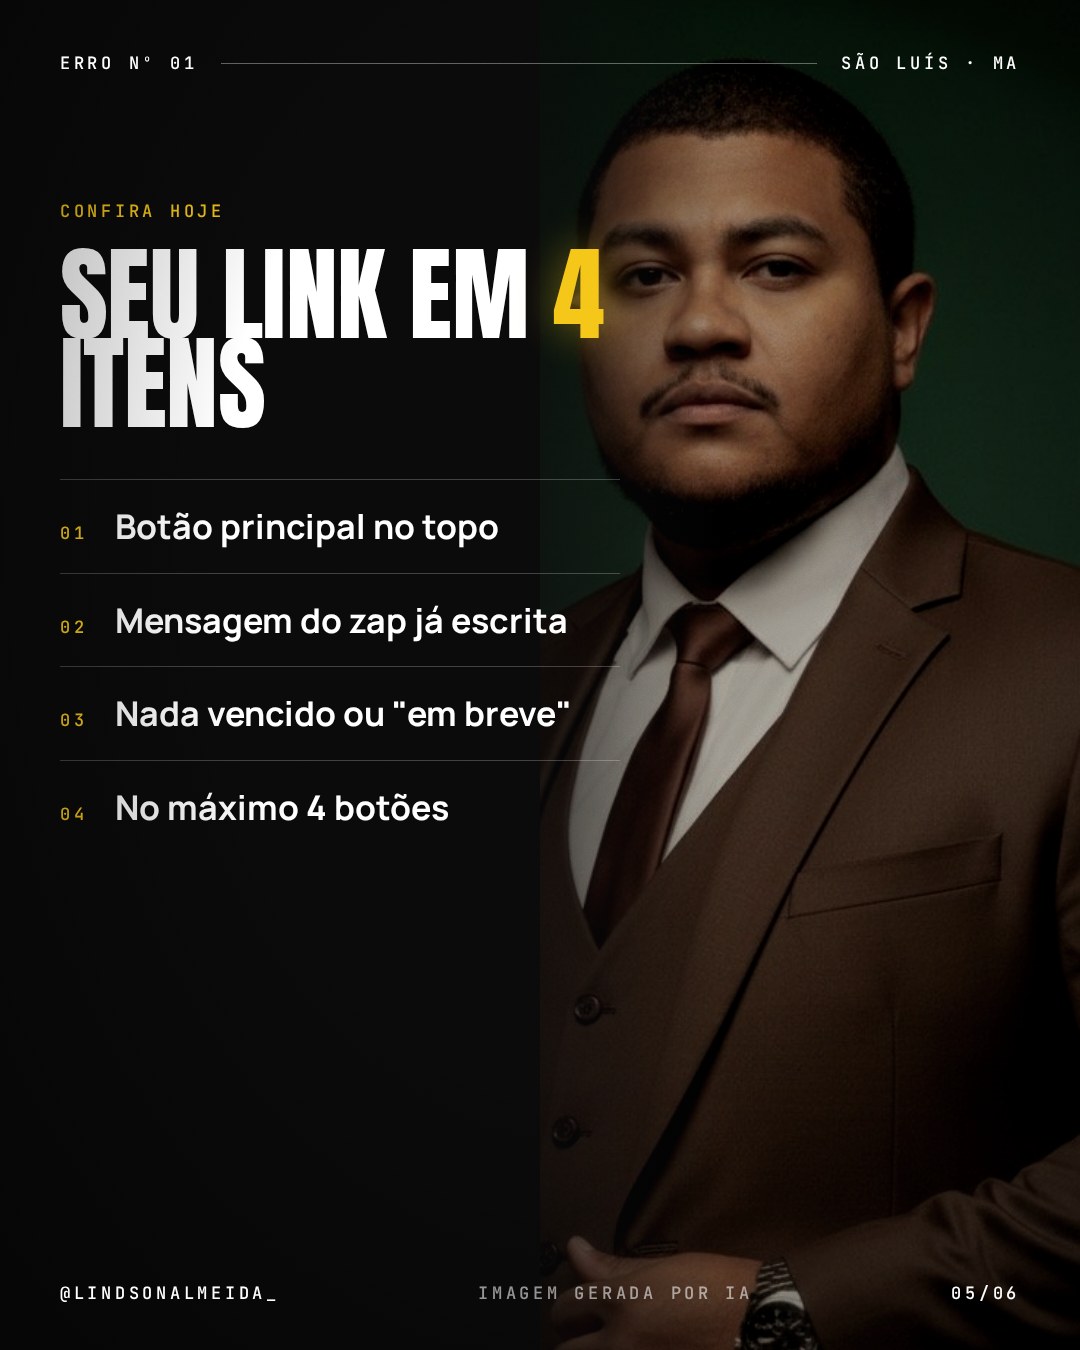 ERRO Nº 01
SÃO LUÍS · MA
CONFIRA HOJE
SEU LINK EM 4
ITENS
01 Botão principal no topo
02 Mensagem do zap já escrita
03 Nada vencido ou "em breve"
04 No máximo 4 botões
@LINDSONALMEIDA_
IMAGEM GERADA POR IA
05/06